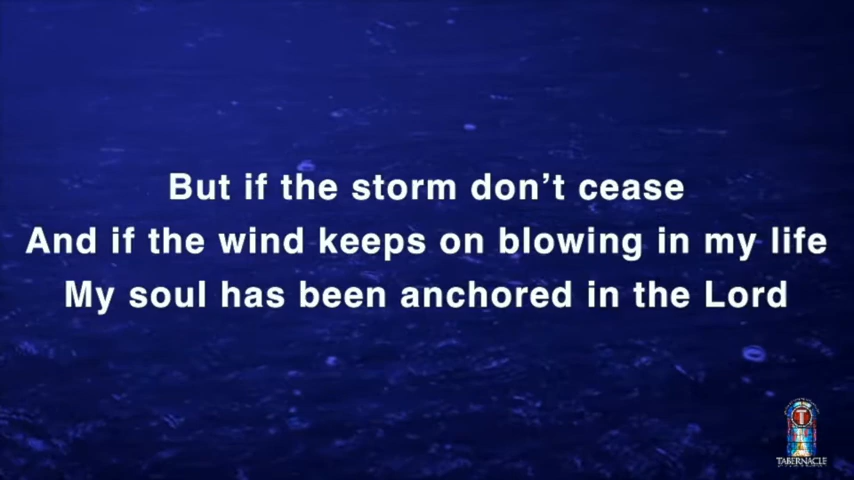 But if the storm don't cease
And if the wind keeps on blowing in my life
My soul has been anchored in the Lord
T
TABERNACLE